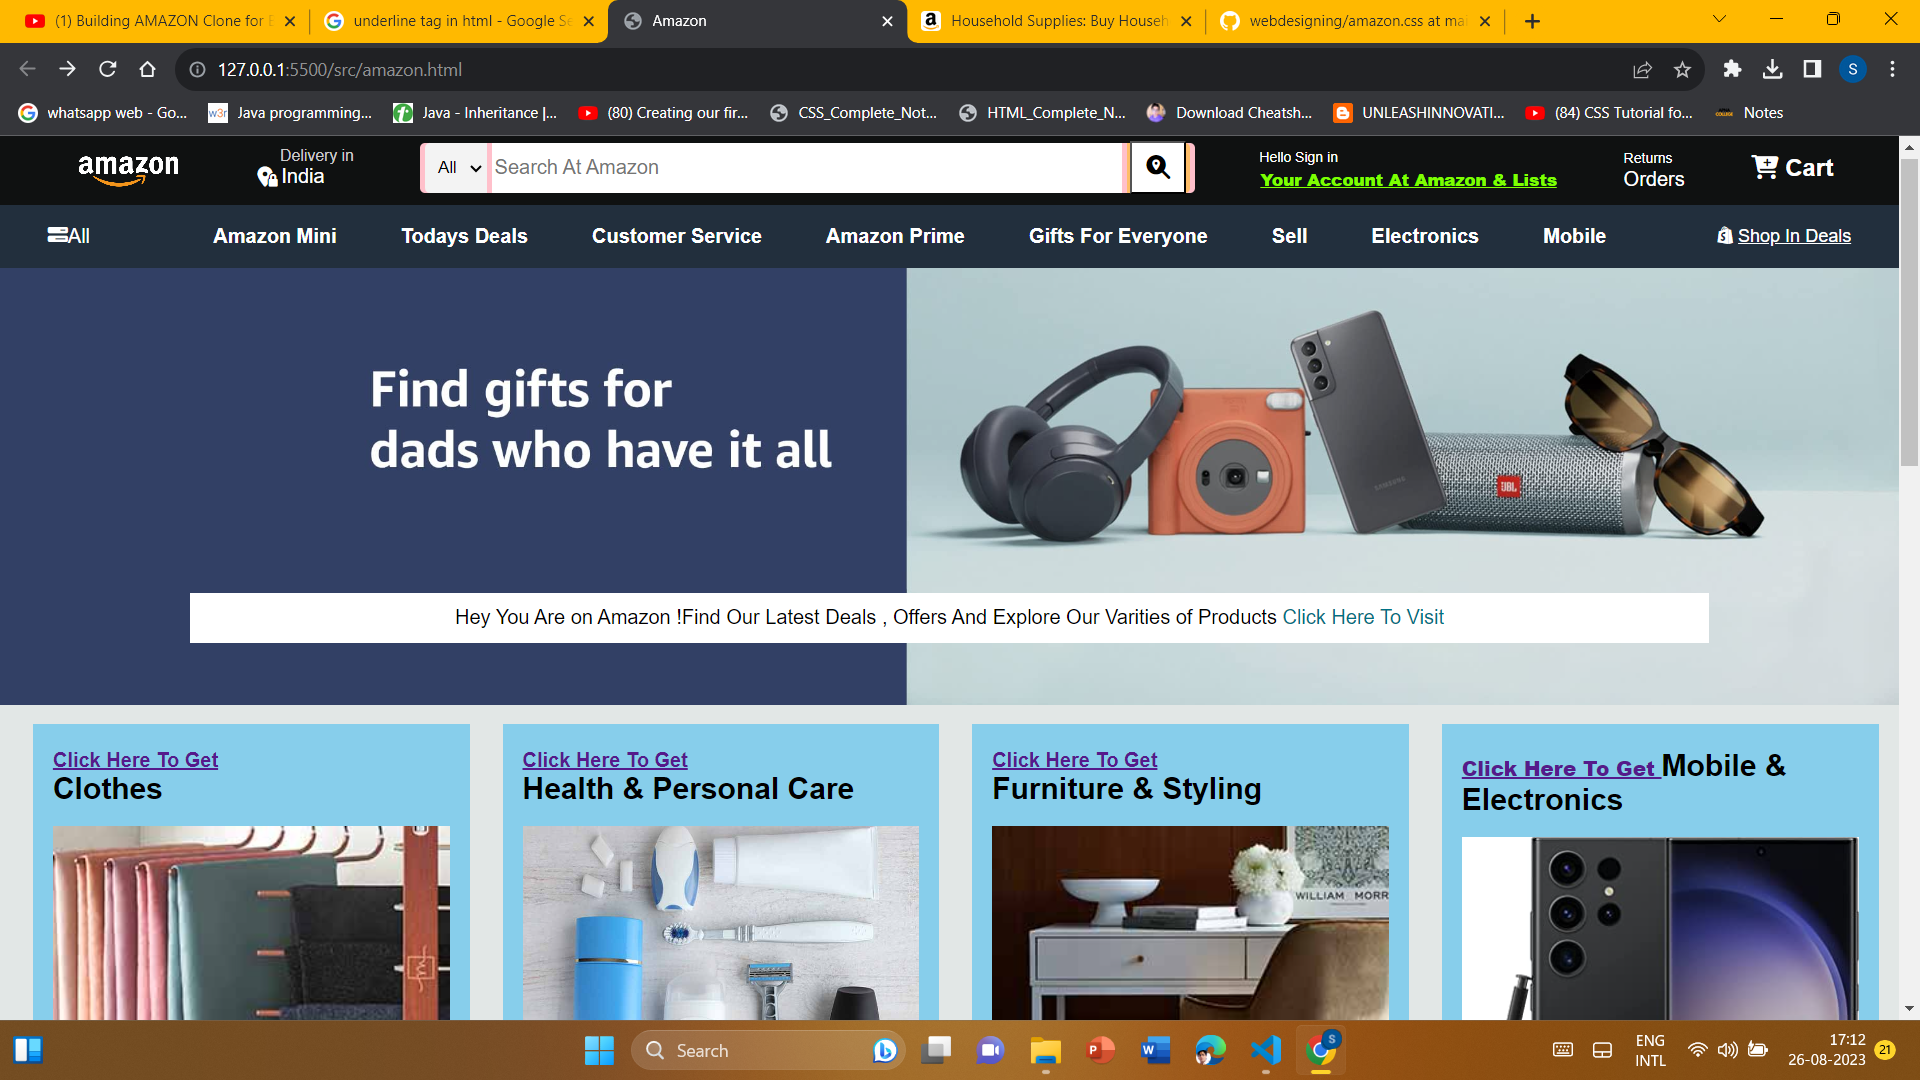 (1) Building AMAZON Clone for B
underline tag in html - Google Se
Amazon
Household Supplies: Buy Househ
webdesigning/amazon.css at mai
127.0.0.1:5500/src/amazon.html
S
whatsapp web - Go...
w3r
Java programming...
Java - Inheritance |...
(80) Creating our fir...
CSS_Complete_Not...
HTML_Complete_N...
Download Cheatsh...
UNLEASHINNOVATI...
(84) CSS Tutorial fo...
Notes
amazon
Delivery in
India
All
Search At Amazon
Hello Sign in
Your Account At Amazon & Lists
Returns
Orders
Cart
All
Amazon Mini
Todays Deals
Customer Service
Amazon Prime
Gifts For Everyone
Sell
Electronics
Mobile
Shop In Deals
Find gifts for
dads who have it all
SAMSUNG
JBL
Hey You Are on Amazon !Find Our Latest Deals , Offers And Explore Our Varities of Products Click Here To Visit
Click Here To Get
Clothes
Click Here To Get
Health & Personal Care
Click Here To Get
Furniture & Styling
Click Here To Get Mobile &
Electronics
WILLIAM MORR
Search
S
ENG
INTL
17:12
26-08-2023
21